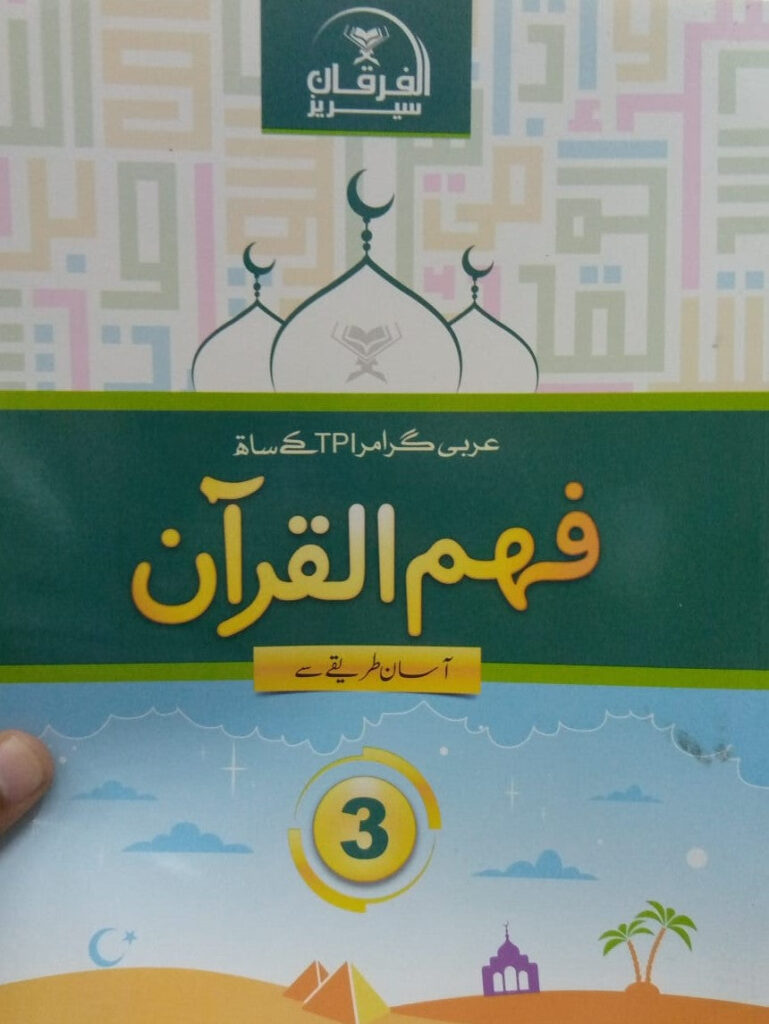 الفرقان
سیریز
عربی گرامر TPI کے ساتھ
فہم القرآن
آسان طریقے سے
3